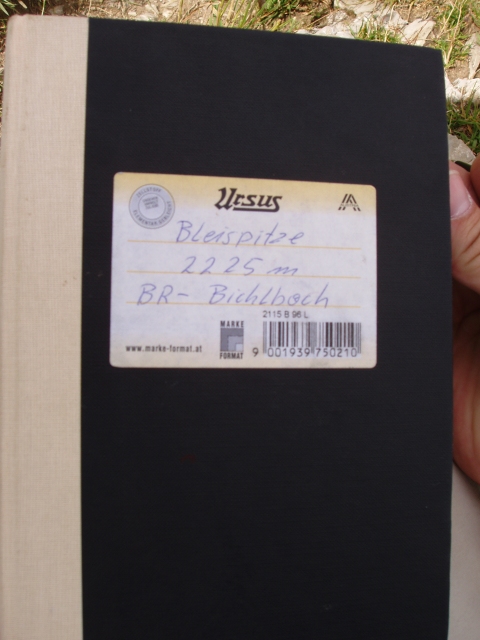 Ursus
Bleispitze
2225 m
BR- Bichlbach
2115 B 96 L
MARKE
FORMAT
www.marke-format.at
9 001939 750210